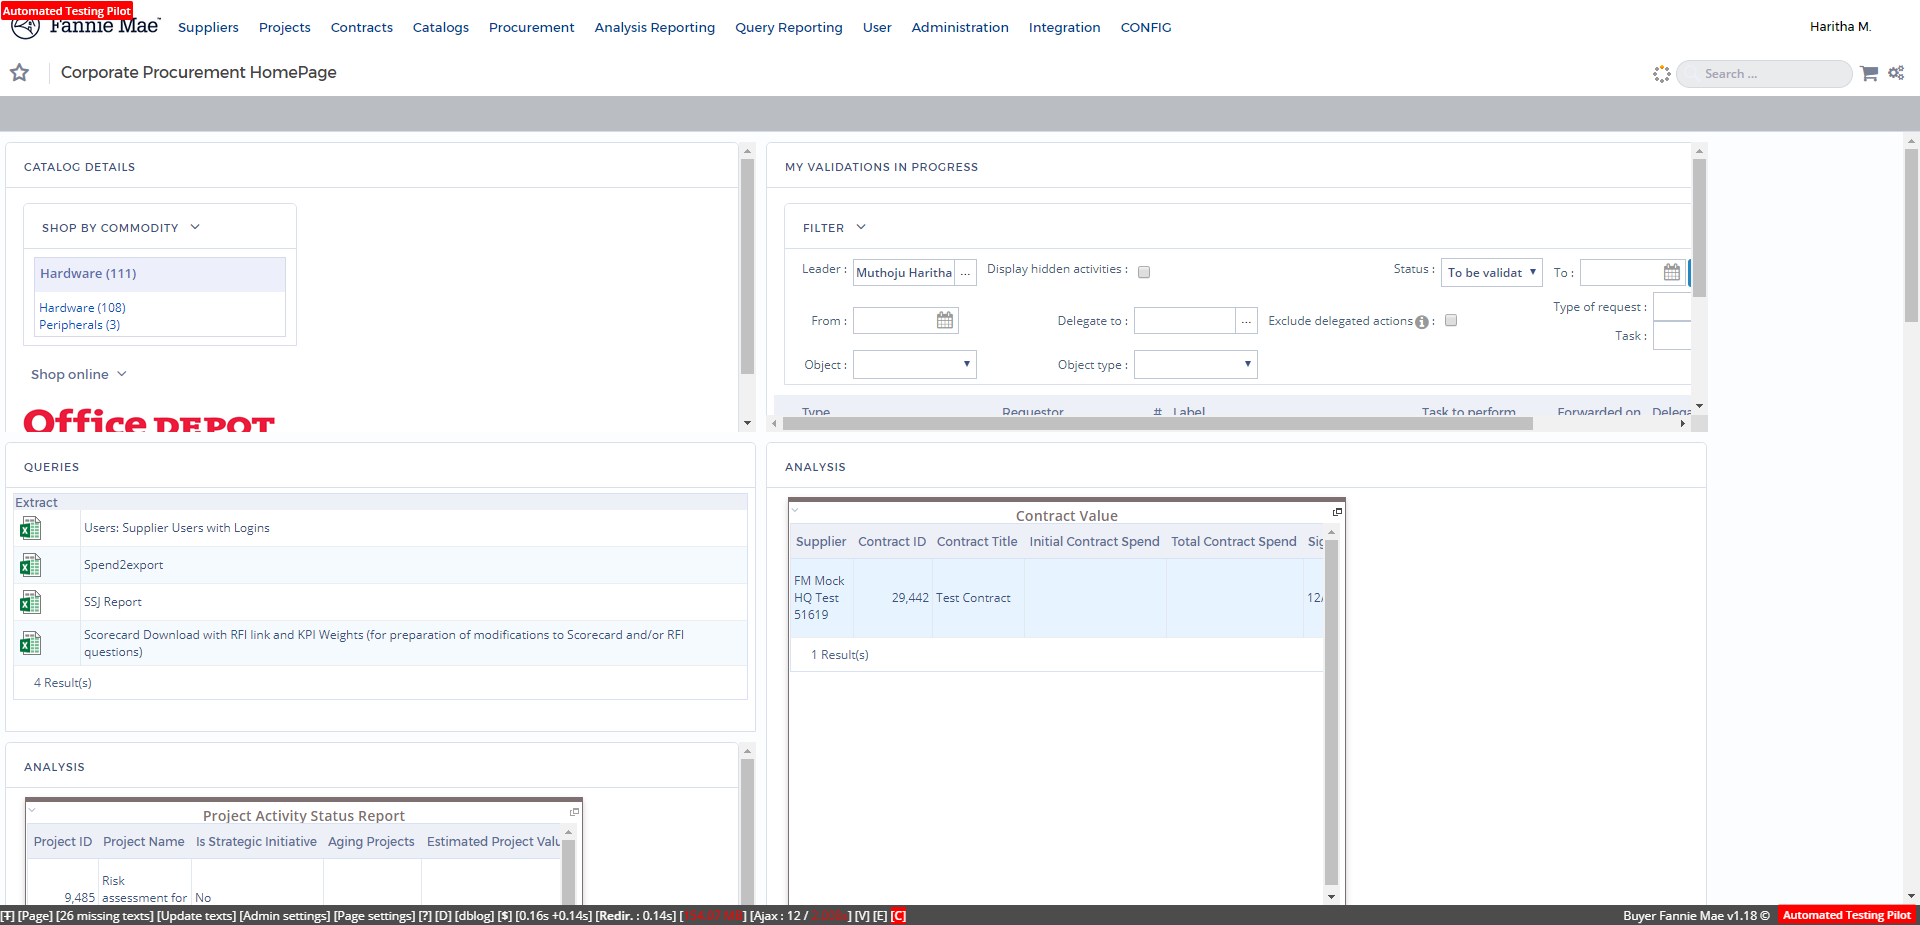 Automated Testing Pilot
Fannie Mae
Suppliers Projects Contracts Catalogs Procurement Analysis Reporting Query Reporting User Administration Integration CONFIG
Haritha M.
Corporate Procurement HomePage
Search ...
CATALOG DETAILS
SHOP BY COMMODITY
Hardware (111)
Hardware (108)
Peripherals (3)
Shop online
Office DEPOT
MY VALIDATIONS IN PROGRESS
FILTER
Leader : Muthoju Haritha ... Display hidden activities : Status : To be validat To :
From : Delegate to : ... Exclude delegated actions i : Type of request :
Task :
Object : Object type :
Type Requestor # Label Task to perform Forwarded on Delega
QUERIES
Extract
Users: Supplier Users with Logins
Spend2export
SSJ Report
Scorecard Download with RFI link and KPI Weights (for preparation of modifications to Scorecard and/or RFI
questions)
4 Result(s)
ANALYSIS
Contract Value
Supplier Contract ID Contract Title Initial Contract Spend Total Contract Spend Sig
FM Mock
HQ Test
51619
29,442 Test Contract 12/
1 Result(s)
ANALYSIS
Project Activity Status Report
Project ID Project Name Is Strategic Initiative Aging Projects Estimated Project Valu
Risk
9,485 assessment for No
[T] [Page] [26 missing texts] [Update texts] [Admin settings] [Page settings] [?] [D] [dblog] [$] [0.16s +0.14s] [Redir. : 0.14s] [Ajax : 12 / ] [V] [E] [C]
Buyer Fannie Mae v1.18 © Automated Testing Pilot